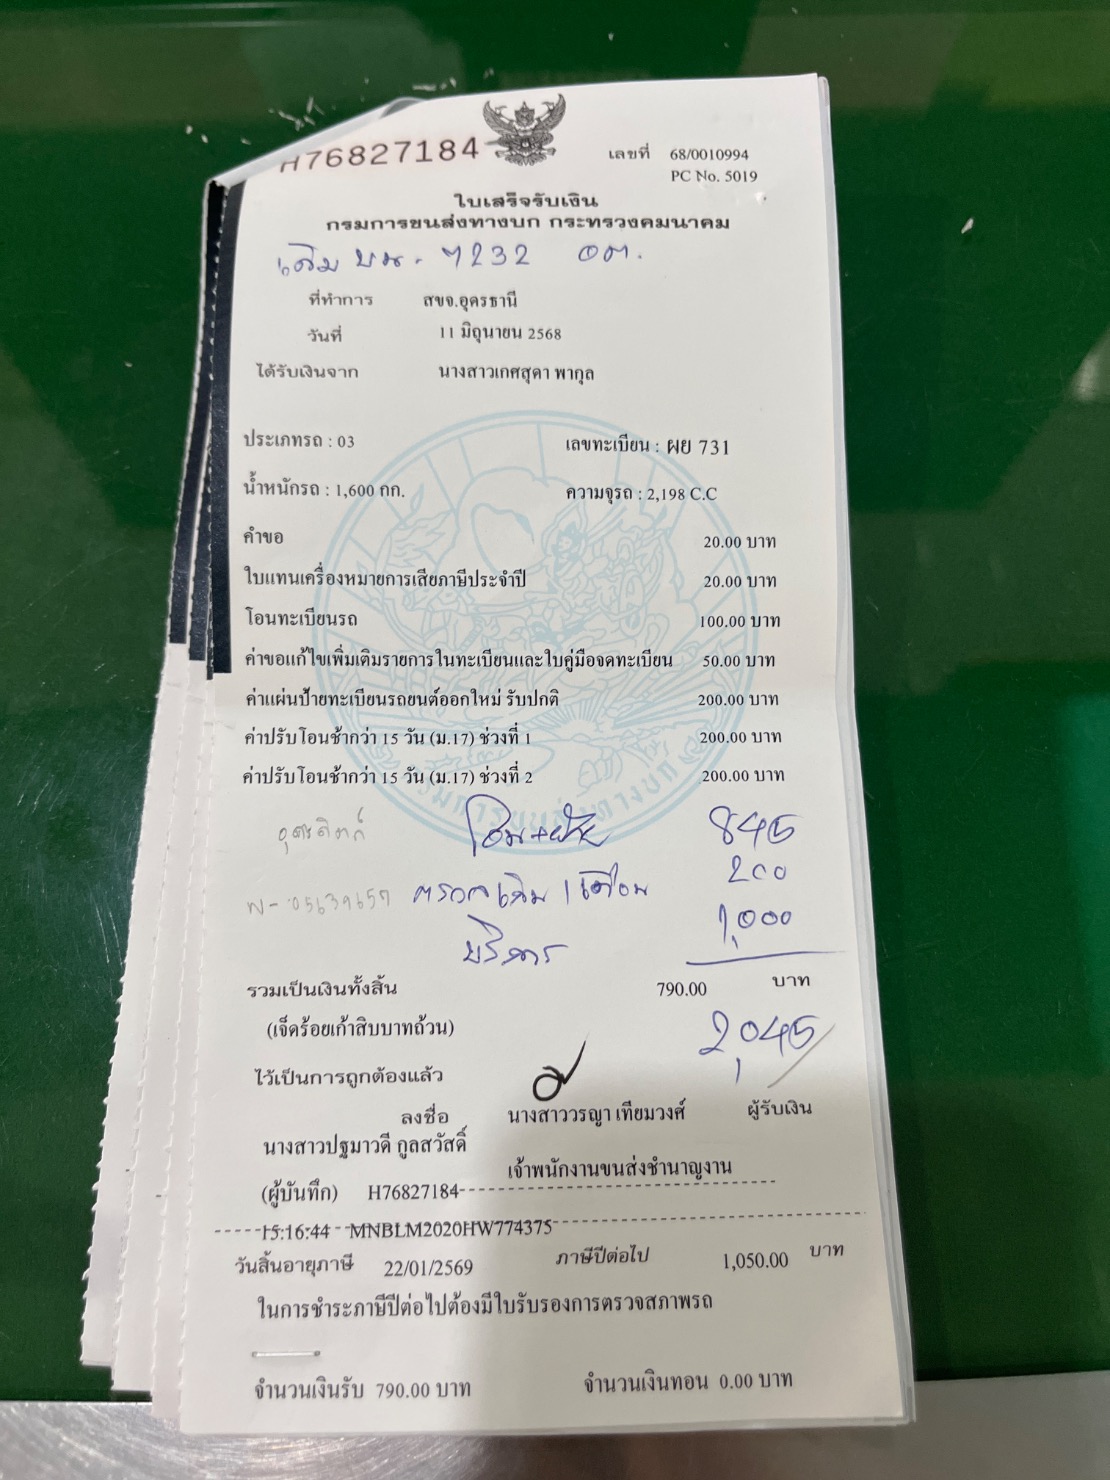 H76827184
เลขที่ 68/0010994
PC No. 5019
ใบเสร็จรับเงิน
กรมการขนส่งทางบก กระทรวงคมนาคม
เดิม บน. 7232 อต.
ที่ทำการ สขจ.อุดรธานี
วันที่ 11 มิถุนายน 2568
ได้รับเงินจาก นางสาวเกศสุดา พากุล
ประเภทรถ : 03 เลขทะเบียน : ผย 731
น้ำหนักรถ : 1,600 กก. ความจุรถ : 2,198 C.C
คำขอ 20.00 บาท
ใบแทนเครื่องหมายการเสียภาษีประจำปี 20.00 บาท
โอนทะเบียนรถ 100.00 บาท
ค่าขอแก้ไขเพิ่มเติมรายการในทะเบียนและใบคู่มือจดทะเบียน 50.00 บาท
ค่าแผ่นป้ายทะเบียนรถยนต์ออกใหม่ รับปกติ 200.00 บาท
ค่าปรับโอนช้ากว่า 15 วัน (ม.17) ช่วงที่ 1 200.00 บาท
ค่าปรับโอนช้ากว่า 15 วัน (ม.17) ช่วงที่ 2 200.00 บาท
กรมการขนส่งทางบก
845
200
1,000
บริการ
รวมเป็นเงินทั้งสิ้น 790.00 บาท
(เจ็ดร้อยเก้าสิบบาทถ้วน) 2,045
ไว้เป็นการถูกต้องแล้ว
ลงชื่อ นางสาววรญา เทียมวงศ์ ผู้รับเงิน
นางสาวปฐมาวดี กูลสวัสดิ์
เจ้าพนักงานขนส่งชำนาญงาน
(ผู้บันทึก) H76827184
15:16:44 MNBLM2020HW774375
วันสิ้นอายุภาษี 22/01/2569 ภาษีปีต่อไป 1,050.00 บาท
ในการชำระภาษีปีต่อไปต้องมีใบรับรองการตรวจสภาพรถ
จำนวนเงินรับ 790.00 บาท จำนวนเงินทอน 0.00 บาท